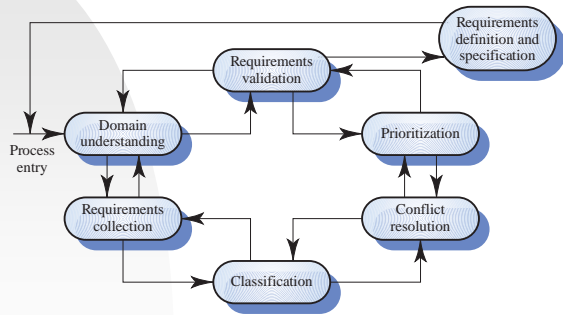 Requirements
definition and
specification
Requirements
validation
Domain
understanding
Prioritization
Process
entry
Requirements
collection
Conflict
resolution
Classification